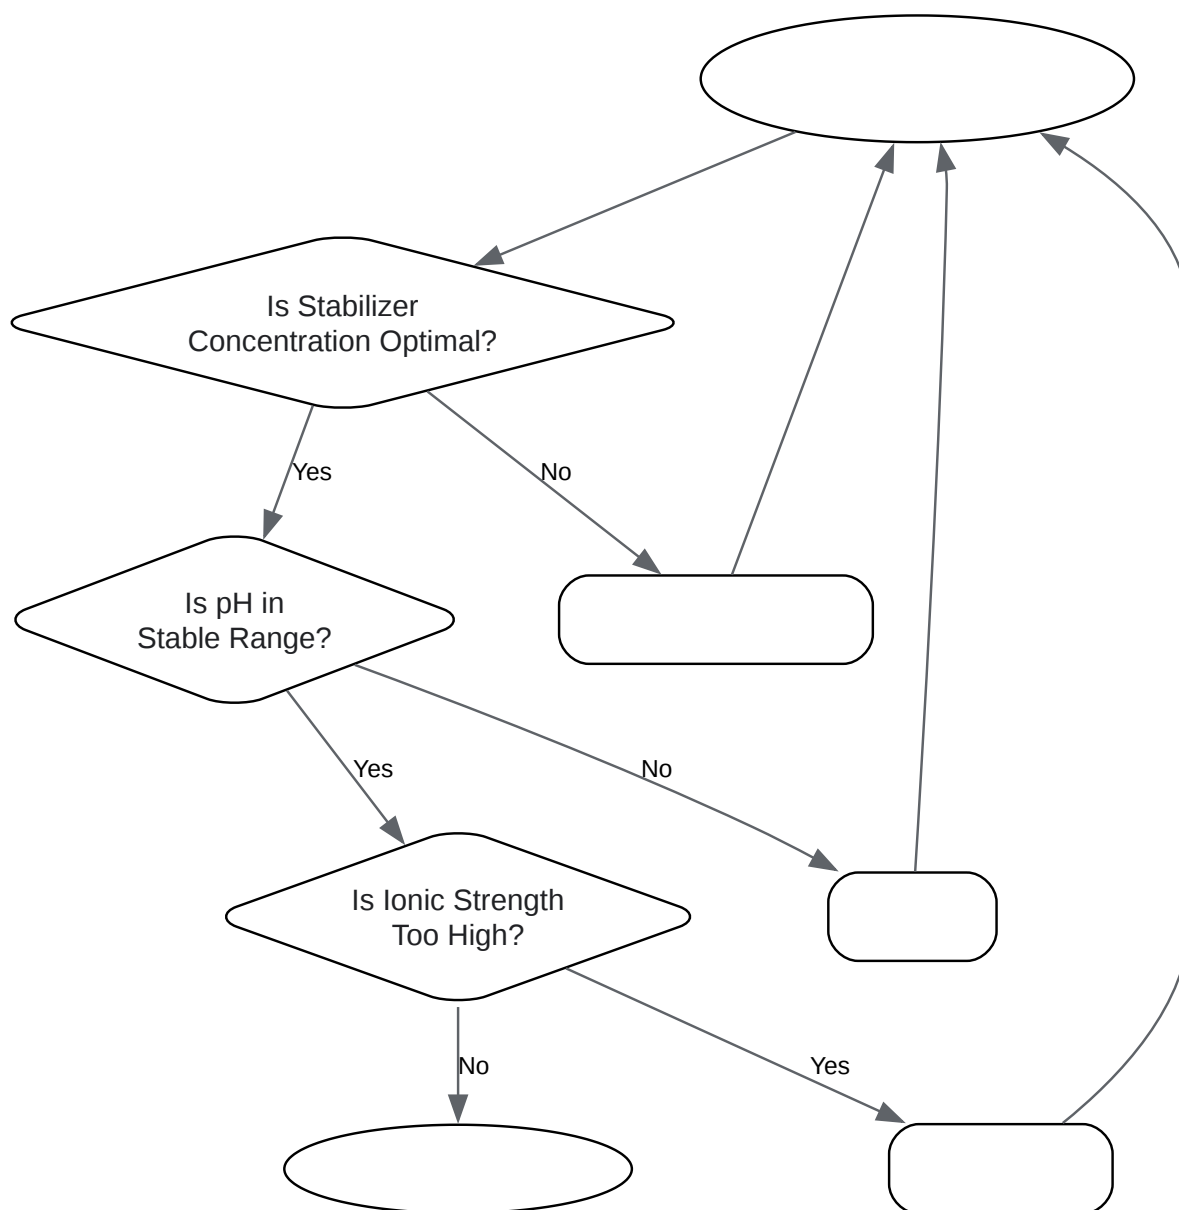 Is Stabilizer
Concentration Optimal?
Yes
No
Is pH in
Stable Range?
Yes
No
Is Ionic Strength
Too High?
No
Yes